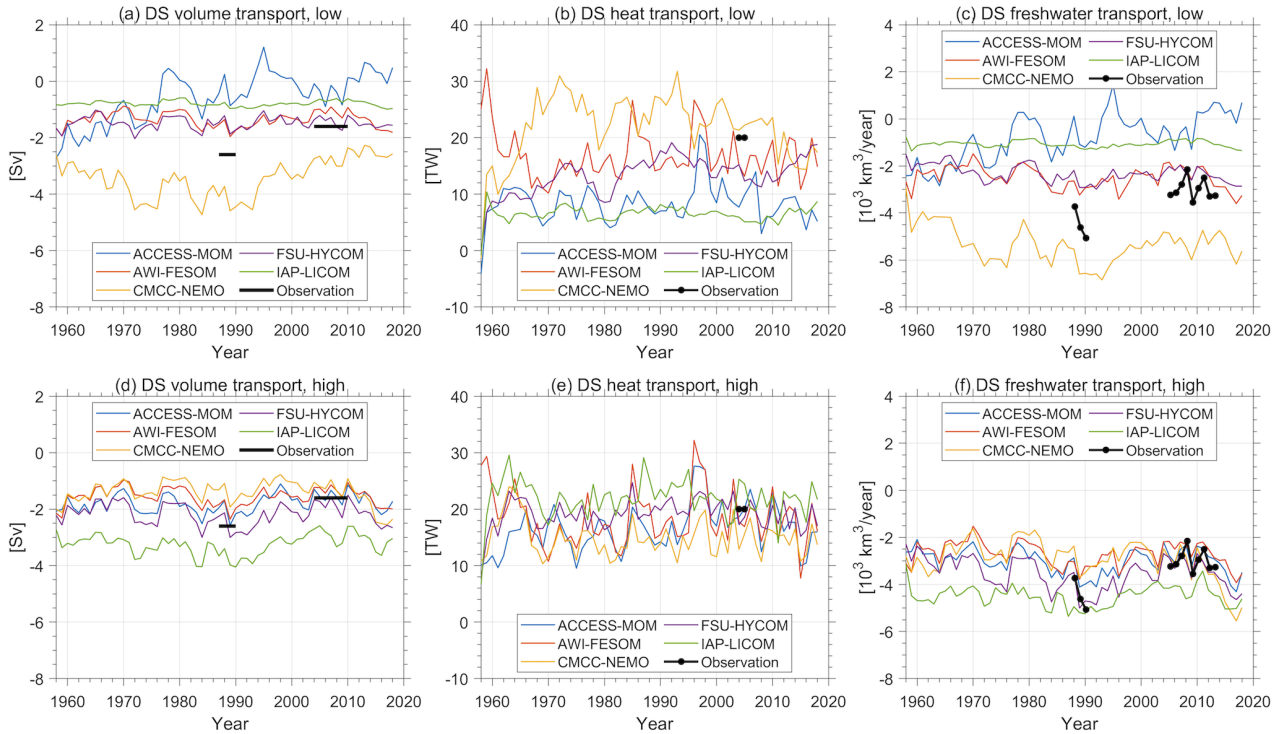 (a) DS volume transport, low
2
0
-2
-4
-6
-8
[Sv]
ACCESS-MOM
FSU-HYCOM
AWI-FESOM
IAP-LICOM
CMCC-NEMO
Observation
1960 1970 1980 1990 2000 2010 2020
Year
(b) DS heat transport, low
40
30
20
10
0
-10
[TW]
ACCESS-MOM
FSU-HYCOM
AWI-FESOM
IAP-LICOM
CMCC-NEMO
Observation
1960 1970 1980 1990 2000 2010 2020
Year
(c) DS freshwater transport, low
4
2
0
-2
-4
-6
-8
[10³ km³/year]
ACCESS-MOM
FSU-HYCOM
AWI-FESOM
IAP-LICOM
CMCC-NEMO
Observation
1960 1970 1980 1990 2000 2010 2020
Year
(d) DS volume transport, high
2
0
-2
-4
-6
-8
[Sv]
ACCESS-MOM
FSU-HYCOM
AWI-FESOM
IAP-LICOM
CMCC-NEMO
Observation
1960 1970 1980 1990 2000 2010 2020
Year
(e) DS heat transport, high
40
30
20
10
0
-10
[TW]
ACCESS-MOM
FSU-HYCOM
AWI-FESOM
IAP-LICOM
CMCC-NEMO
Observation
1960 1970 1980 1990 2000 2010 2020
Year
(f) DS freshwater transport, high
4
2
0
-2
-4
-6
-8
[10³ km³/year]
ACCESS-MOM
FSU-HYCOM
AWI-FESOM
IAP-LICOM
CMCC-NEMO
Observation
1960 1970 1980 1990 2000 2010 2020
Year